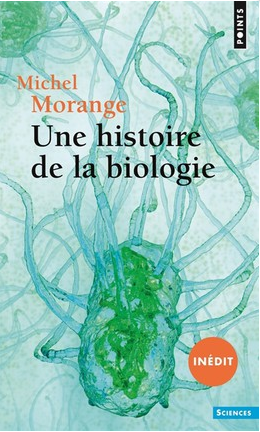 POINTS
Michel
Morange
Une histoire
de la biologie
INÉDIT
SCIENCES